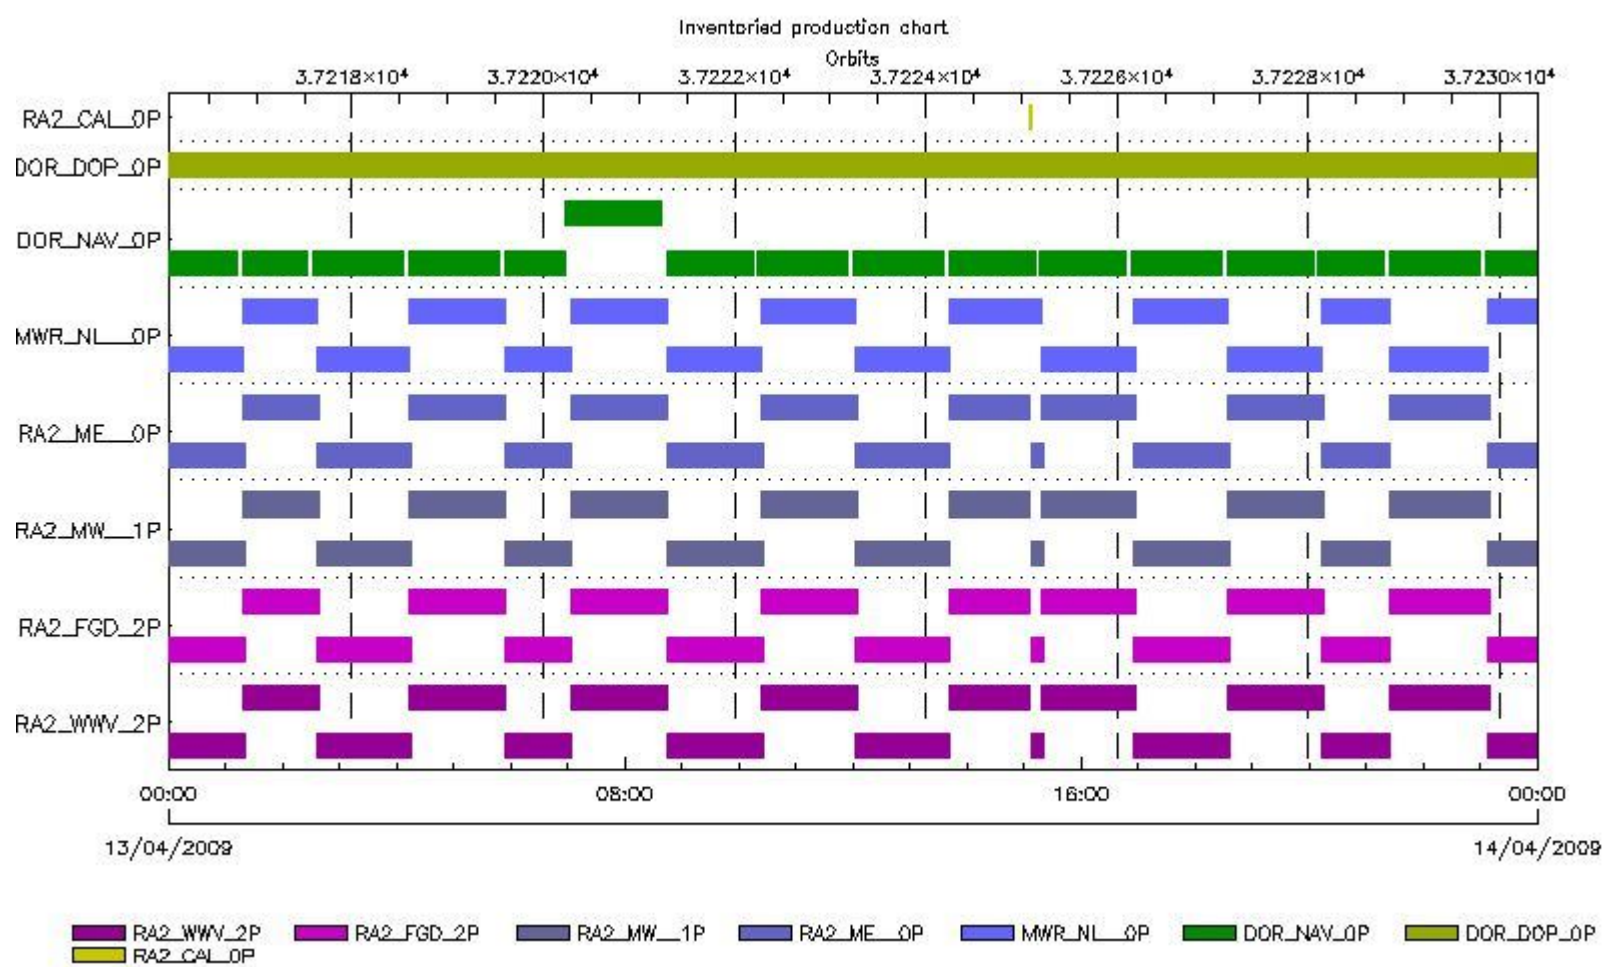 Inventoried production chart
Orbits
3.7218×10⁴ 3.7220×10⁴ 3.7222×10⁴ 3.7224×10⁴ 3.7226×10⁴ 3.7228×10⁴ 3.7230×10⁴
RA2_CAL_0P
DOR_DOP_0P
DOR_NAV_0P
MWR_NL__0P
RA2_ME__0P
RA2_MW__1P
RA2_FGD_2P
RA2_WWV_2P
00:00 08:00 16:00 00:00
13/04/2009 14/04/2009
RA2_WWV_2P RA2_FGD_2P RA2_MW__1P RA2_ME__0P MWR_NL__0P DOR_NAV_0P DOR_DOP_0P
RA2_CAL_0P